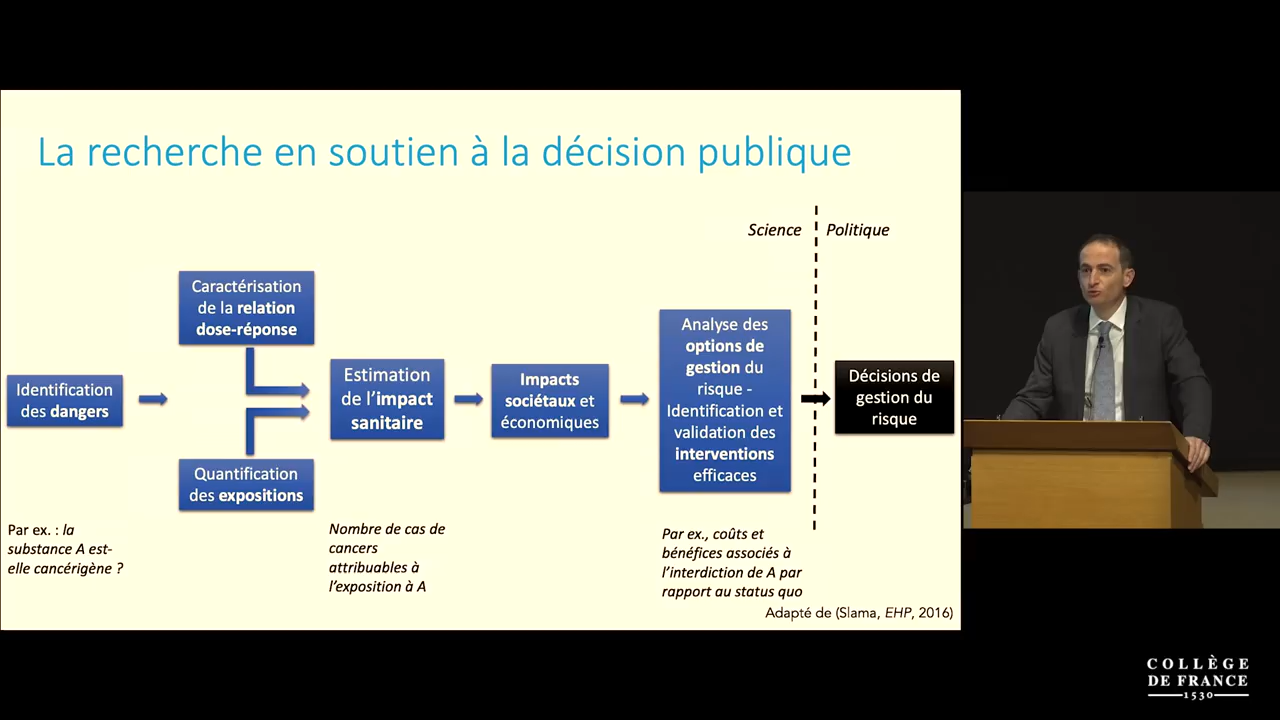 La recherche en soutien à la décision publique
Science
Politique
Caractérisation
de la relation
dose-réponse
Identification
des dangers
Quantification
des expositions
Estimation
de l'impact
sanitaire
Impacts
sociétaux et
économiques
Analyse des
options de
gestion du
risque -
Identification et
validation des
interventions
efficaces
Décisions de
gestion du
risque
Par ex. : la
substance A est-
elle cancérigène ?
Nombre de cas de
cancers
attribuables à
l'exposition à A
Par ex., coûts et
bénéfices associés à
l'interdiction de A par
rapport au status quo
Adapté de (Slama, EHP, 2016)
COLLÈGE
DE FRANCE
1530